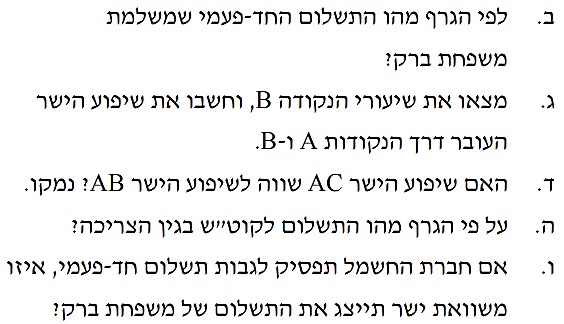 ב. לפי הגרף מהו התשלום החד-פעמי שמשלמת
משפחת ברק?
ג. מצאו את שיעורי הנקודה B, וחשבו את שיפוע הישר
העובר דרך הנקודות A ו-B.
ד. האם שיפוע הישר AC שווה לשיפוע הישר AB? נמקו.
ה. על פי הגרף מהו התשלום לקוט״ש בגין הצריכה?
ו. אם חברת החשמל תפסיק לגבות תשלום חד-פעמי, איזו
משוואת ישר תייצג את התשלום של משפחת ברק?